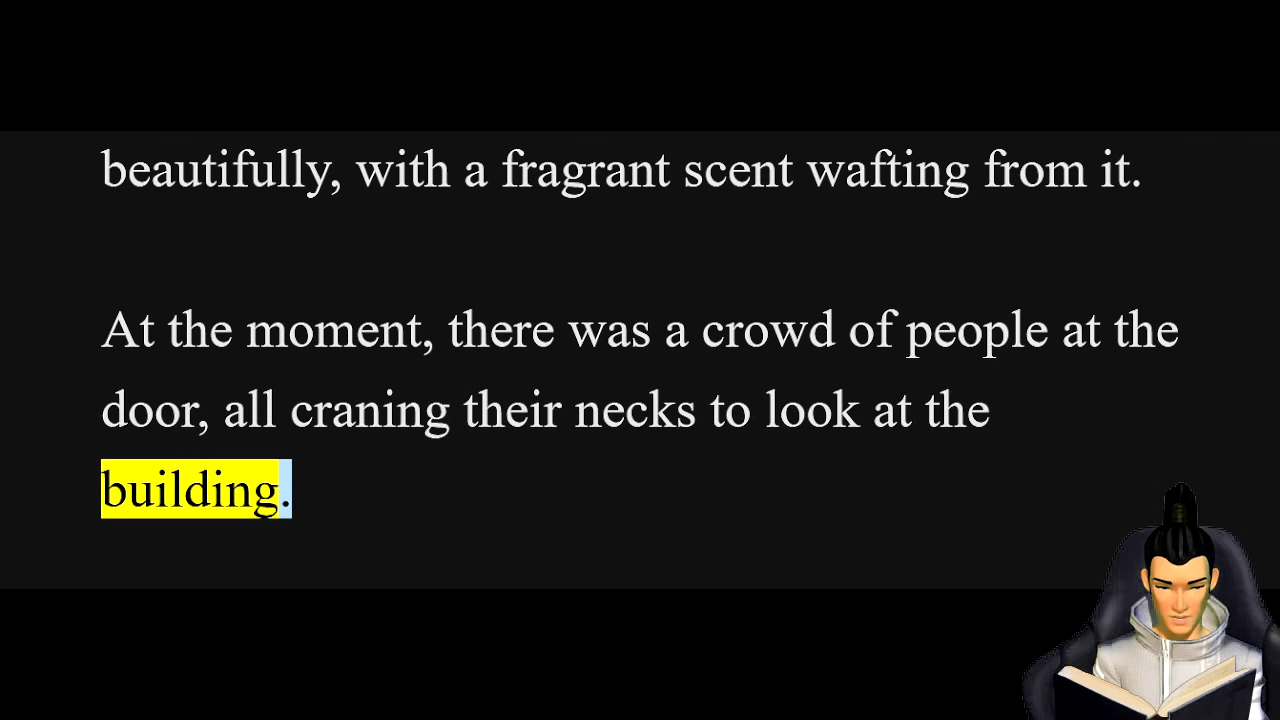 beautifully, with a fragrant scent wafting from it.
At the moment, there was a crowd of people at the
door, all craning their necks to look at the
building.